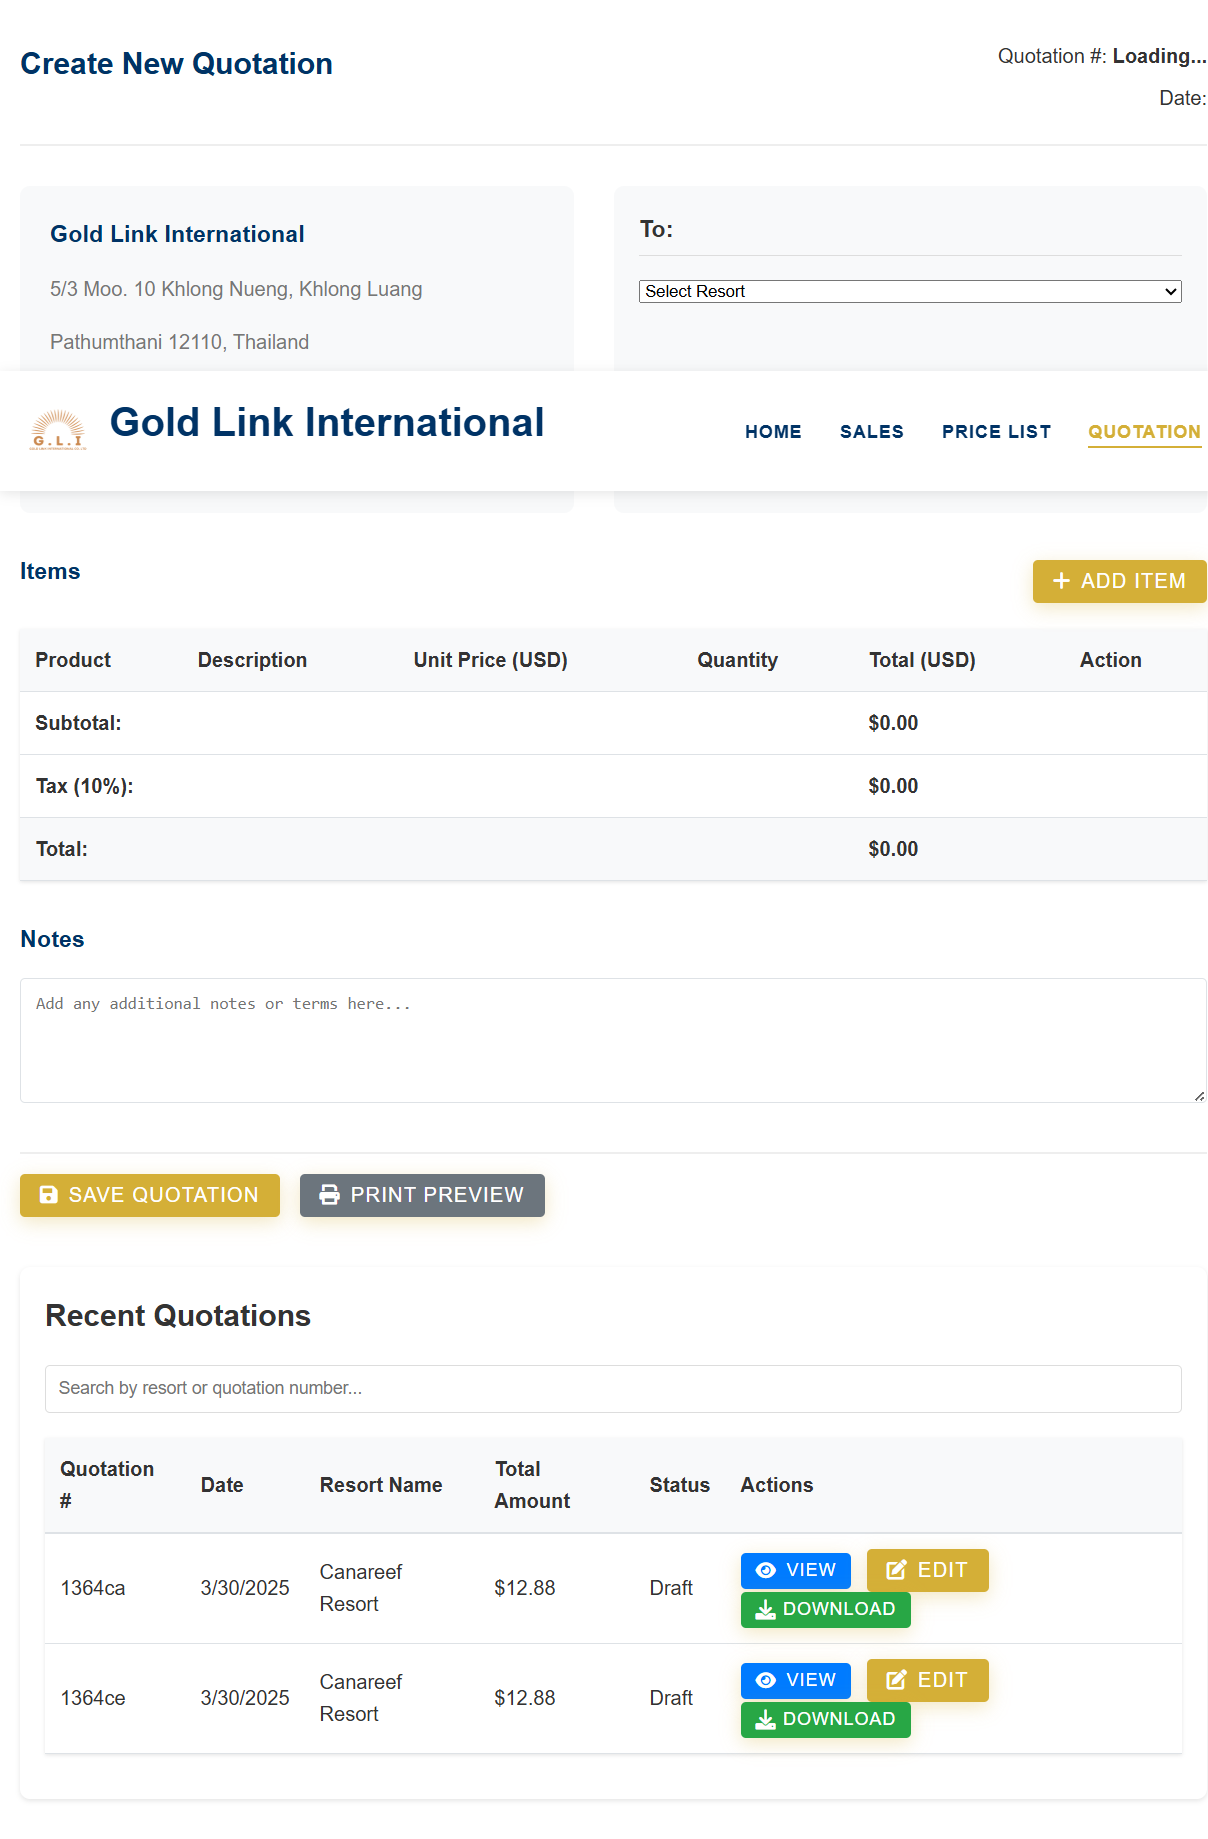 Create New Quotation
Quotation #: Loading...
Date:
Gold Link International
5/3 Moo. 10 Khlong Nueng, Khlong Luang
Pathumthani 12110, Thailand
To:
Select Resort
G.L.I
Gold Link International
HOME SALES PRICE LIST QUOTATION
Items
ADD ITEM
Product Description Unit Price (USD) Quantity Total (USD) Action
Subtotal: $0.00
Tax (10%): $0.00
Total: $0.00
Notes
Add any additional notes or terms here...
SAVE QUOTATION PRINT PREVIEW
Recent Quotations
Search by resort or quotation number...
Quotation # Date Resort Name Total Amount Status Actions
1364ca 3/30/2025 Canareef Resort $12.88 Draft VIEW EDIT
DOWNLOAD
1364ce 3/30/2025 Canareef Resort $12.88 Draft VIEW EDIT
DOWNLOAD